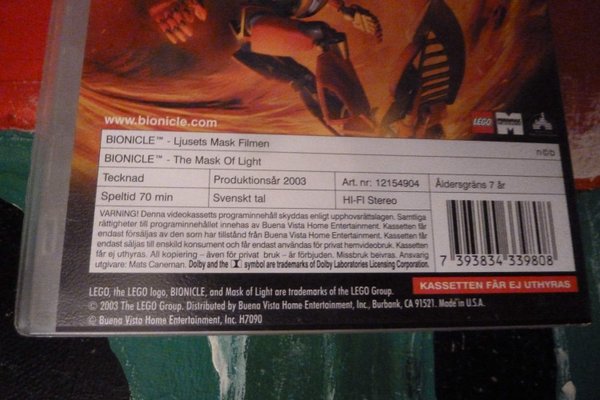 www.bionicle.com
LEGO
BIONICLE™ - Ljusets Mask Filmen
BIONICLE™ - The Mask Of Light
ncb
Tecknad Produktionsår 2003 Art. nr: 12154904 Åldersgräns 7 år
Speltid 70 min Svenskt tal HI-FI Stereo
VARNING! Denna videokassetts programinnehåll skyddas enligt upphovsrättslagen. Samtliga
rättigheter till programinnehållet innehas av Buena Vista Home Entertainment. Kassetten får
endast försäljas av den som har tillstånd från Buena Vista Home Entertainment. Kassetten får
endast säljas till enskild konsument och får endast användas för privat hemvideobruk. Kassetten
får ej uthyras. All kopiering – även för privat bruk – är förbjuden. Missbruk beivras. Ansvarig
utgivare: Mats Caneman. Dolby and the symbol are trademarks of Dolby Laboratories Licensing Corporation.
7 393834 339808
KASSETTEN FÅR EJ UTHYRAS
LEGO, the LEGO logo, BIONICLE, and Mask of Light are trademarks of the LEGO Group.
© 2003 The LEGO Group. Distributed by Buena Vista Home Entertainment, Inc., Burbank, CA 91521. Made in U.S.A.
© Buena Vista Home Entertainment, Inc. H7090